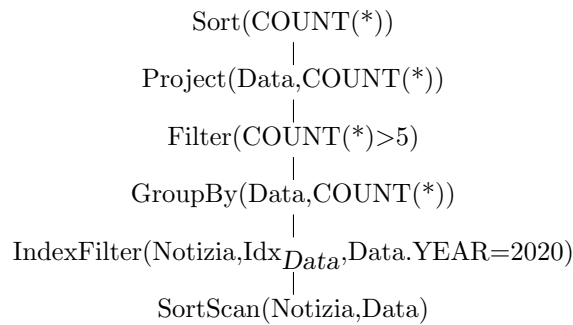 Sort(COUNT(*))
Project(Data,COUNT(*))
Filter(COUNT(*)>5)
GroupBy(Data,COUNT(*))
IndexFilter(Notizia,Idx_Data,Data.YEAR=2020)
SortScan(Notizia,Data)